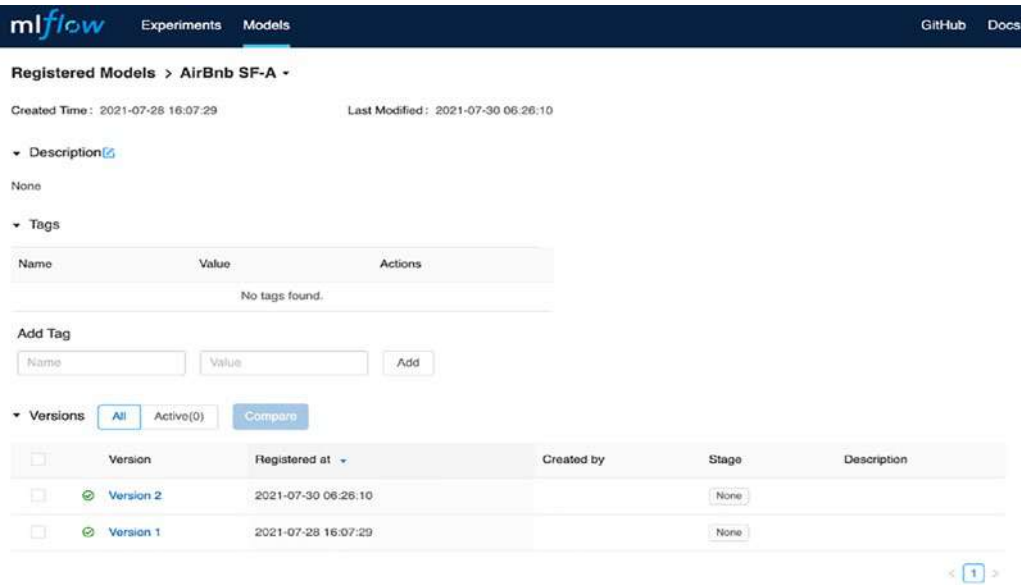 mlflow Experiments Models GitHub Docs
Registered Models > AirBnb SF-A
Created Time : 2021-07-28 16:07:29 Last Modified : 2021-07-30 06:26:10
Description
None
Tags
Name Value Actions
No tags found.
Add Tag
Name Value Add
Versions All Active(0) Compare
Version Registered at Created by Stage Description
Version 2 2021-07-30 06:26:10 None
Version 1 2021-07-28 16:07:29 None
< 1 >